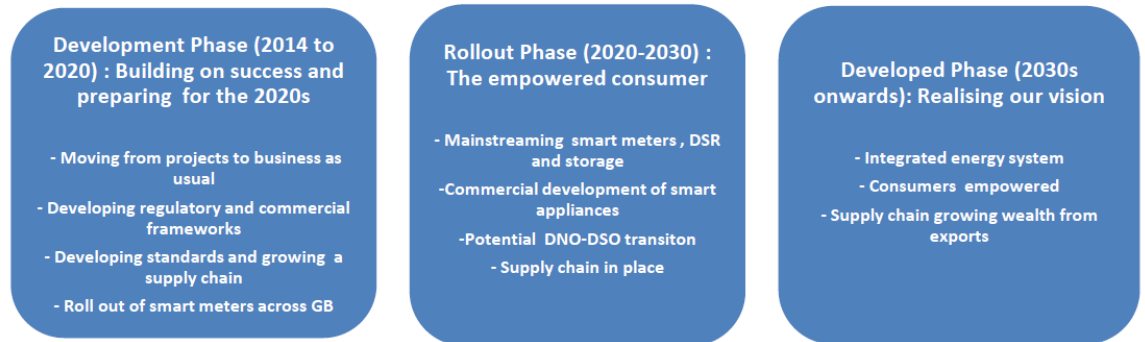 Development Phase (2014 to
2020) : Building on success and
preparing for the 2020s
- Moving from projects to business as
usual
- Developing regulatory and commercial
frameworks
- Developing standards and growing a
supply chain
- Roll out of smart meters across GB
Rollout Phase (2020-2030) :
The empowered consumer
- Mainstreaming smart meters , DSR
and storage
-Commercial development of smart
appliances
-Potential DNO-DSO transiton
- Supply chain in place
Developed Phase (2030s
onwards): Realising our vision
- Integrated energy system
- Consumers empowered
- Supply chain growing wealth from
exports